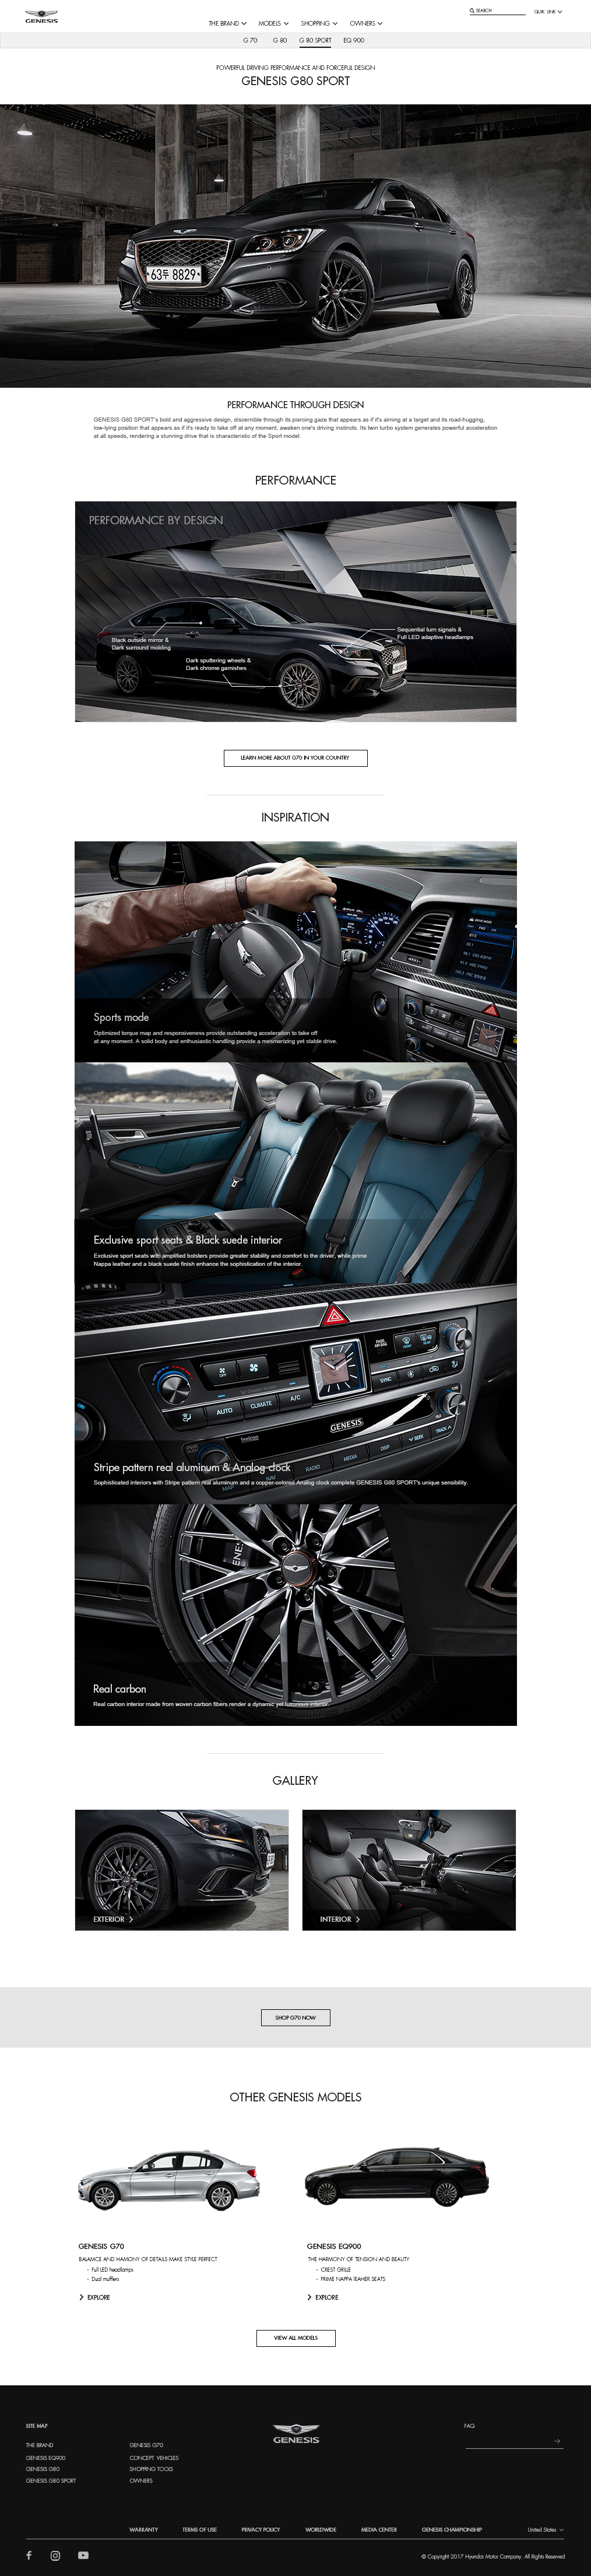 GENESIS
THE BRAND
MODELS
SHOPPING
OWNERS
SEARCH
QUIK LINK
G 70
G 80
G 80 SPORT
EQ 900
POWERFUL DRIVING PERFORMANCE AND FORCEFUL DESIGN
GENESIS G80 SPORT
63두 8829
PERFORMANCE THROUGH DESIGN
GENESIS G80 SPORT's bold and aggressive design, discernible through its piercing gaze that appears as if it's aiming at a target and its road-hugging,
low-lying position that appears as if it's ready to take off at any moment, awaken one's driving instincts. Its twin turbo system generates powerful acceleration
at all speeds, rendering a stunning drive that is characteristic of the Sport model.
PERFORMANCE
PERFORMANCE BY DESIGN
Black outside mirror &
Dark surround molding
Sequential turn signals &
Full LED adaptive headlamps
Dark sputtering wheels &
Dark chrome garnishes
LEARN MORE ABOUT G70 IN YOUR COUNTRY
INSPIRATION
Sports mode
Optimized torque map and responsiveness provide outstanding acceleration to take off
at any moment. A solid body and enthusiastic handling provide a mesmerizing yet stable drive.
Exclusive sport seats & Black suede interior
Exclusive sport seats with amplified bolsters provide greater stability and comfort to the driver, while prime
Nappa leather and a black suede finish enhance the sophistication of the interior.
OFF
AUTO
CLIMATE
A/C
SYNC
GENESIS
MAP
NAV
RADIO
MEDIA
DISP
SEEK
TRACK
Stripe pattern real aluminum & Analog clock
Sophisticated interiors with Stripe pattern real aluminum and a copper-colored Analog clock complete GENESIS G80 SPORT's unique sensibility.
Real carbon
Real carbon interior made from woven carbon fibers render a dynamic yet luxurious interior.
GALLERY
EXTERIOR
INTERIOR
SHOP G70 NOW
OTHER GENESIS MODELS
GENESIS G70
BALAMCE AND HAMONY OF DETAILS MAKE STYLE PERFECT
- Full LED headlamps
- Dual mufflers
EXPLORE
GENESIS EQ900
THE HARMONY OF TENSION AND BEAUTY
- CREST GRILLE
- PRIME NAPPA lEAHER SEATS
EXPLORE
VIEW ALL MODELS
SITE MAP
THE BRAND
GENESIS EQ900
GENESIS G80
GENESIS G80 SPORT
GENESIS G70
CONCEPT VEHICLES
SHOPPING TOOLS
OWNERS
GENESIS
FAQ
WARRANTY
TERMS OF USE
PRIVACY POLICY
WORLDWIDE
MEDIA CENTER
GENESIS CHAMPIONSHIP
United States
© Copyright 2017 Hyundai Motor Company. All Rights Reserved